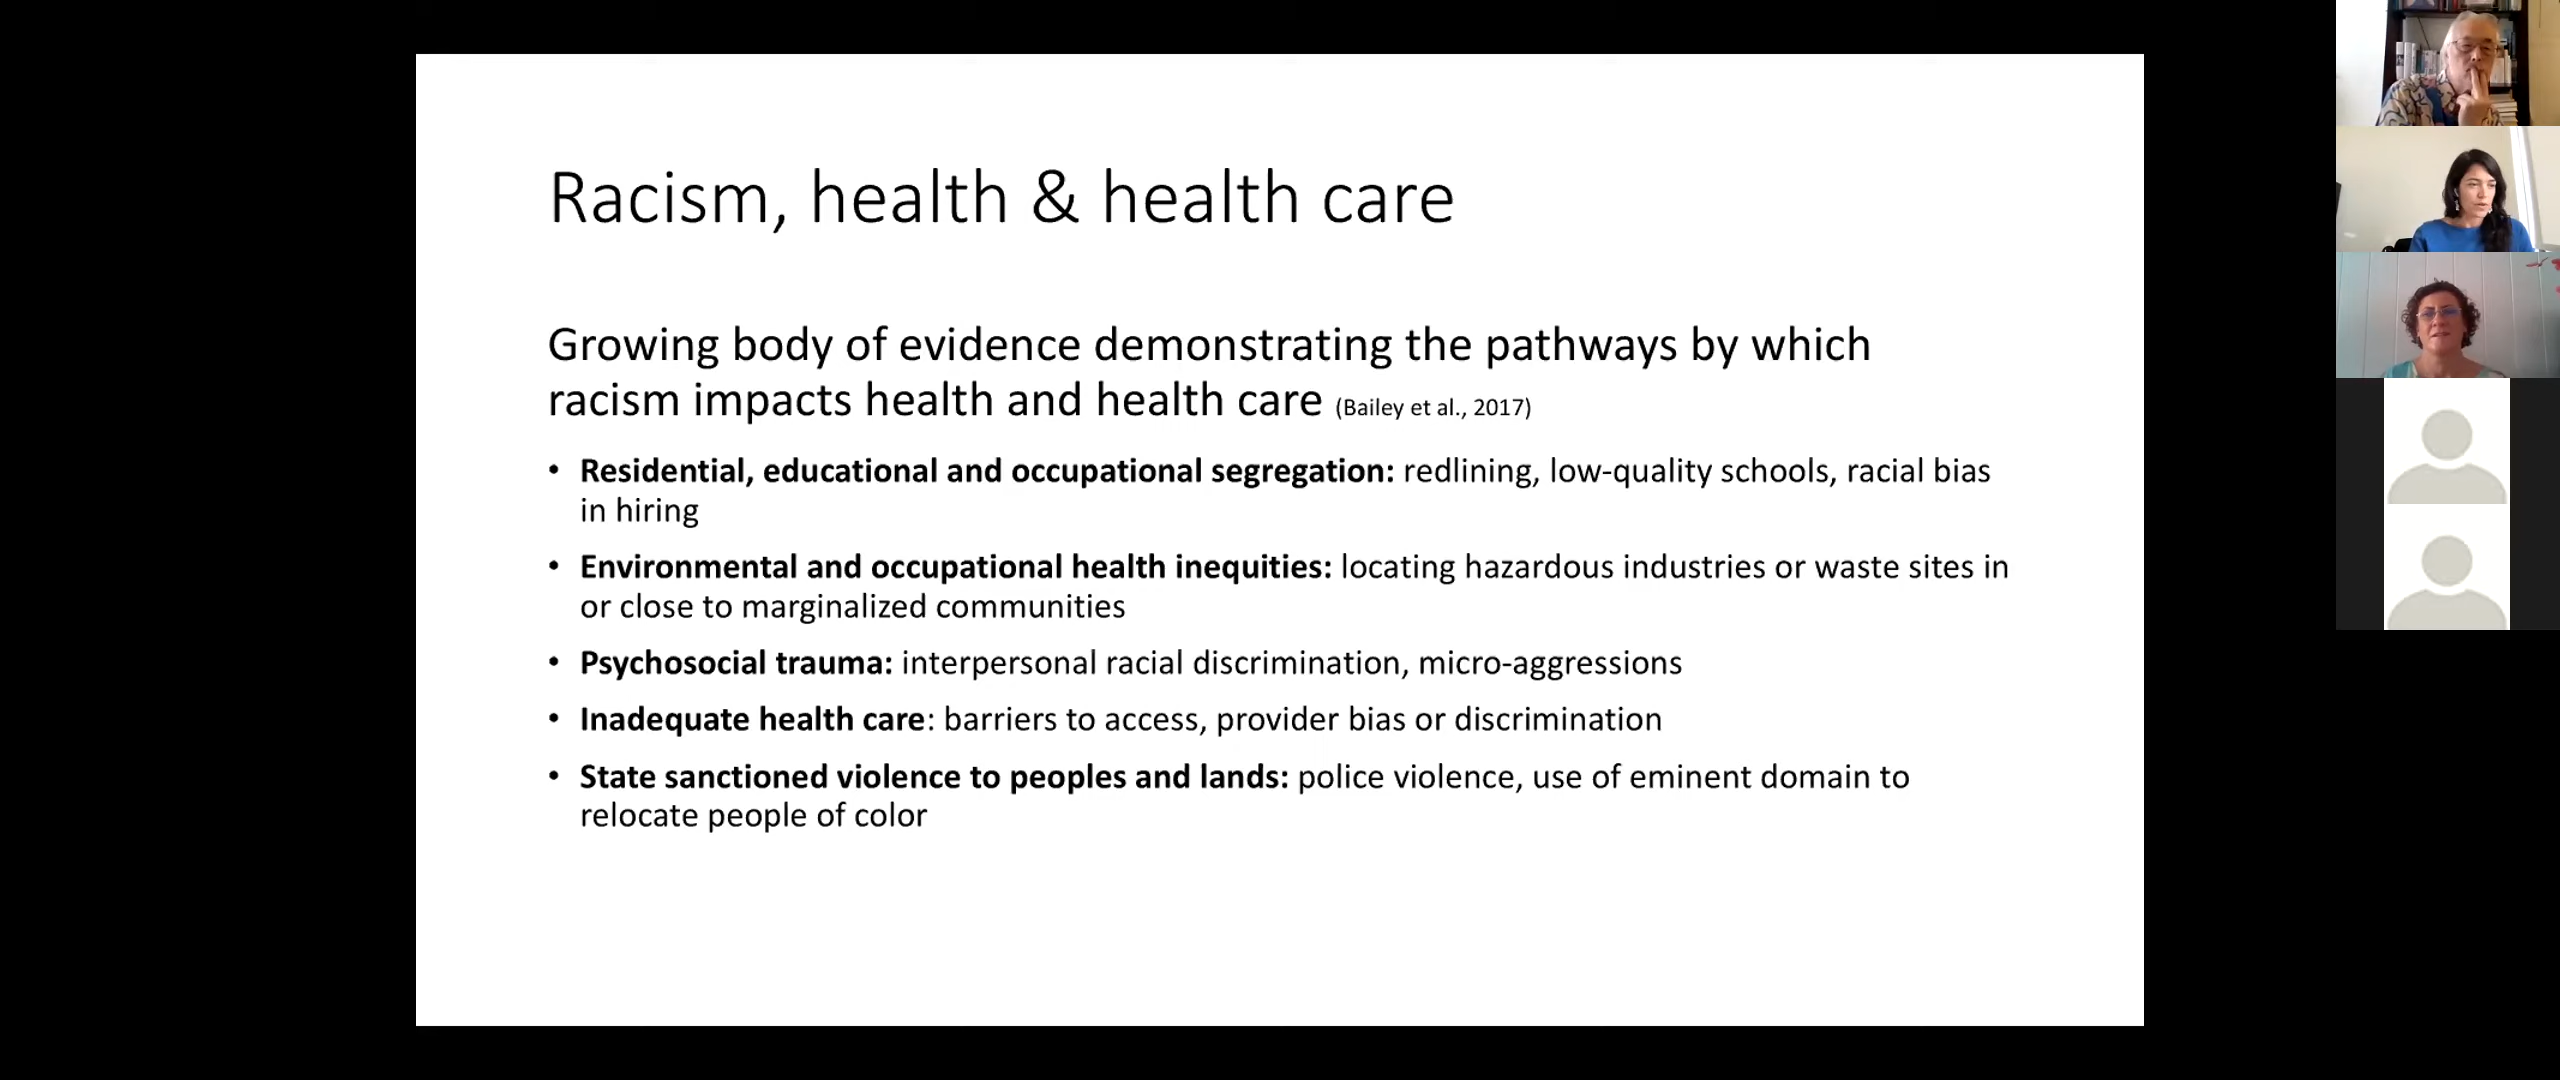 Racism, health & health care
Growing body of evidence demonstrating the pathways by which
racism impacts health and health care (Bailey et al., 2017)
• Residential, educational and occupational segregation: redlining, low-quality schools, racial bias
in hiring
• Environmental and occupational health inequities: locating hazardous industries or waste sites in
or close to marginalized communities
• Psychosocial trauma: interpersonal racial discrimination, micro-aggressions
• Inadequate health care: barriers to access, provider bias or discrimination
• State sanctioned violence to peoples and lands: police violence, use of eminent domain to
relocate people of color